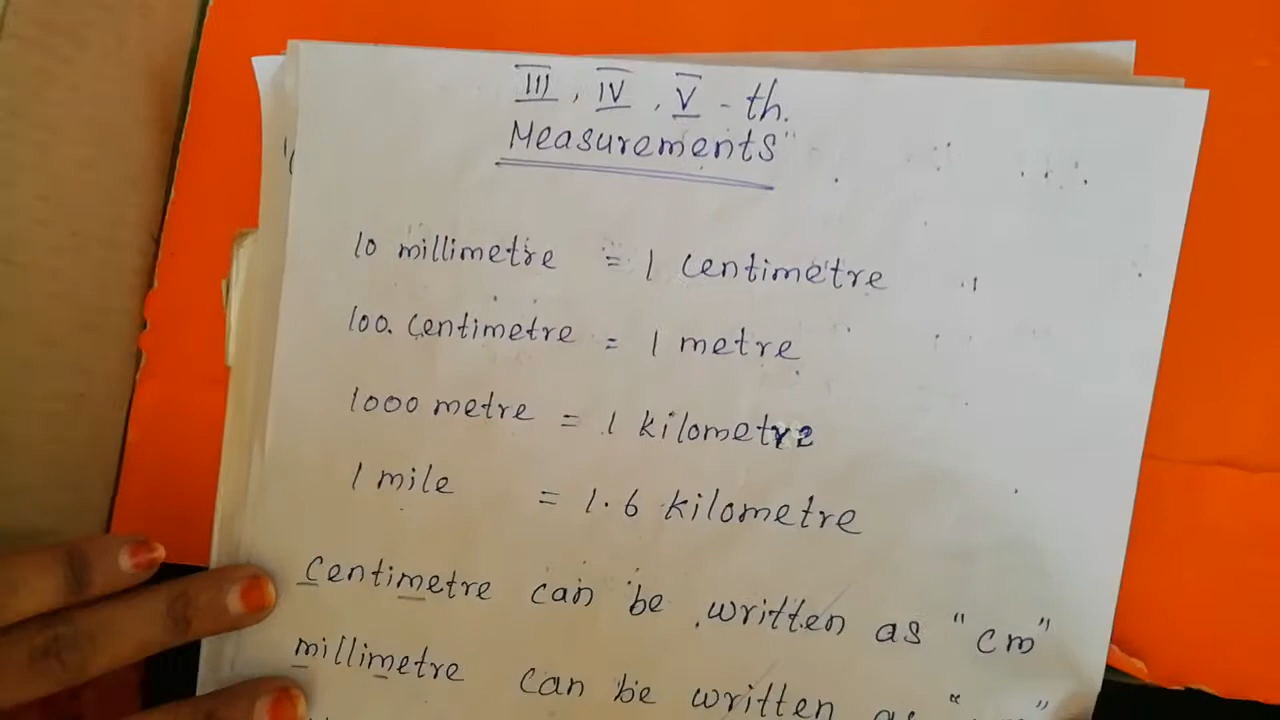 III, IV, V - th.
Measurements"
10 millimetre = 1 centimetre
100. centimetre = 1 metre
1000 metre = 1 kilometre
1 mile = 1.6 kilometre
centimetre can be written as "cm"
millimetre can be written as "